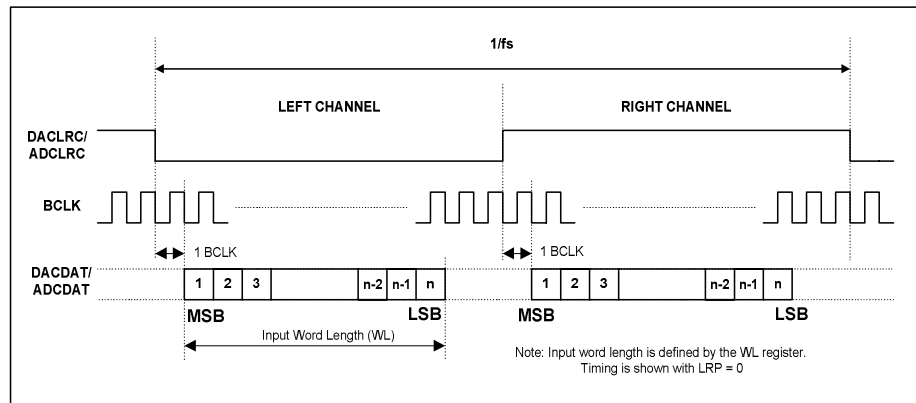 1/fs
LEFT CHANNEL
RIGHT CHANNEL
DACLRC/
ADCLRC
BCLK
1 BCLK
1 BCLK
DACDAT/
ADCDAT
1 2 3 n-2 n-1 n
1 2 3 n-2 n-1 n
MSB
LSB
MSB
LSB
Input Word Length (WL)
Note: Input word length is defined by the WL register.
Timing is shown with LRP = 0